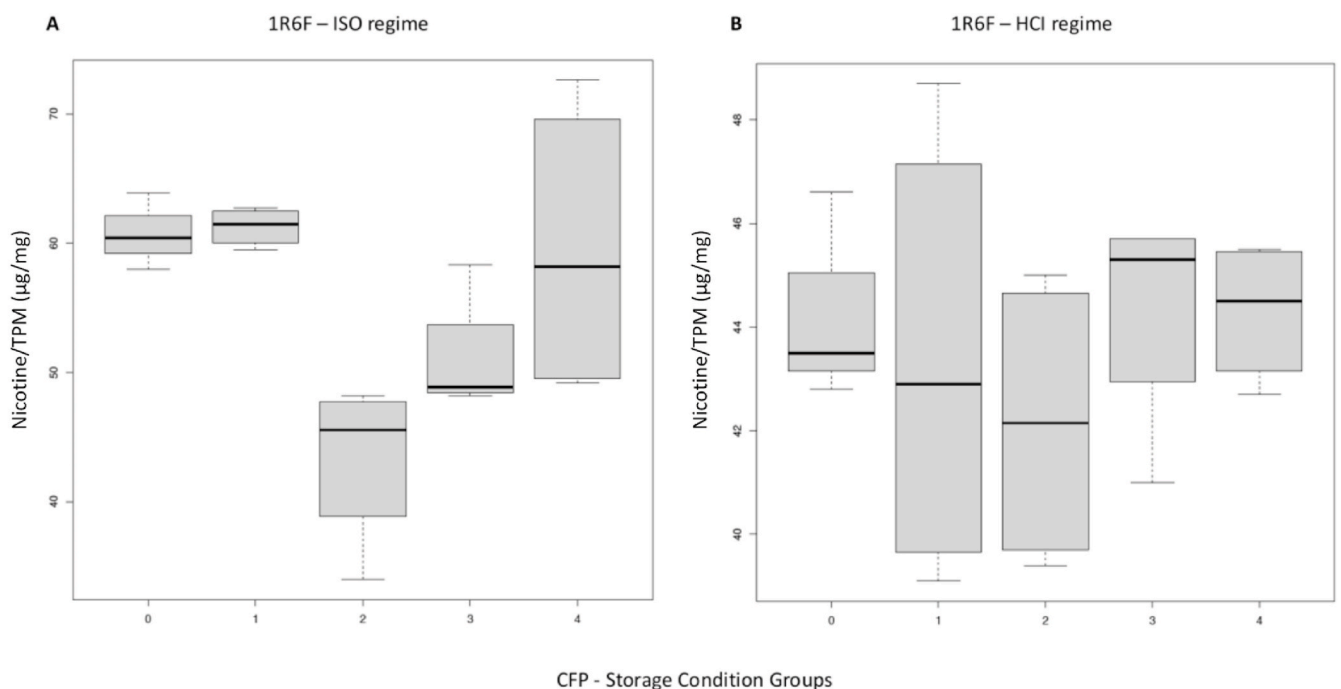 A
1R6F – ISO regime
B
1R6F – HCI regime
Nicotine/TPM (µg/mg)
70
60
50
40
0 1 2 3 4
Nicotine/TPM (µg/mg)
48
46
44
42
40
0 1 2 3 4
CFP - Storage Condition Groups